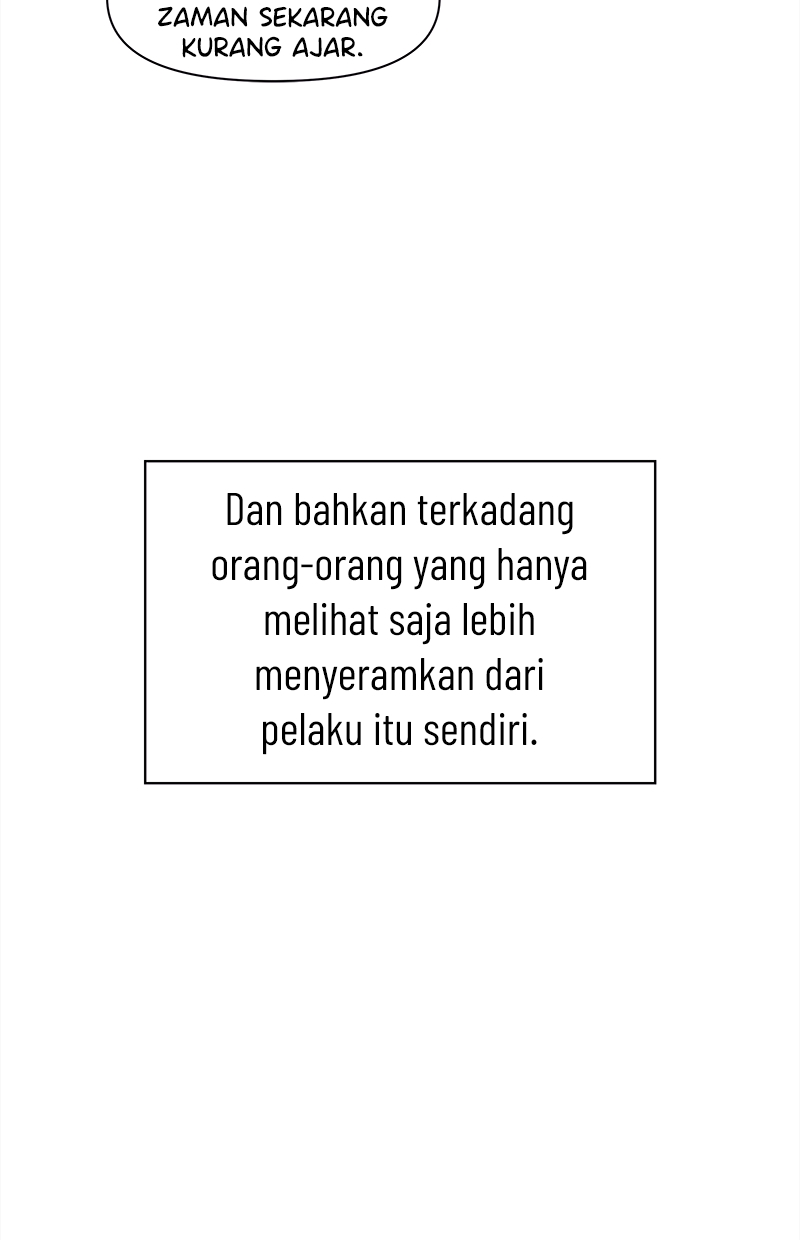 ZAMAN SEKARANG
KURANG AJAR.
Dan bahkan terkadang
orang-orang yang hanya
melihat saja lebih
menyeramkan dari
pelaku itu sendiri.